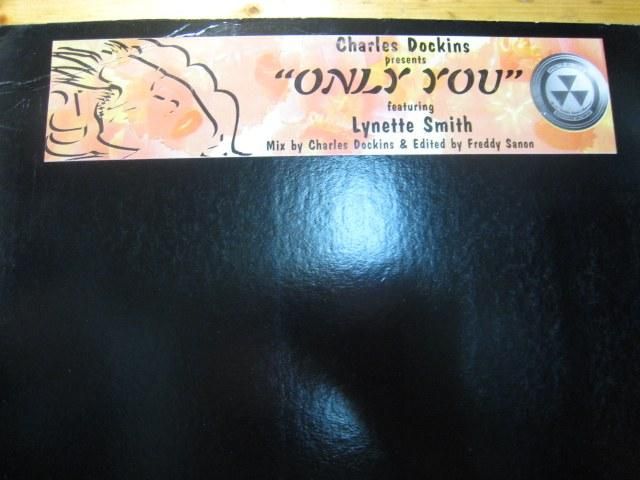 Charles Dockins
presents
“ONLY YOU”
featuring
Lynette Smith
Mix by Charles Dockins & Edited by Freddy Sanon